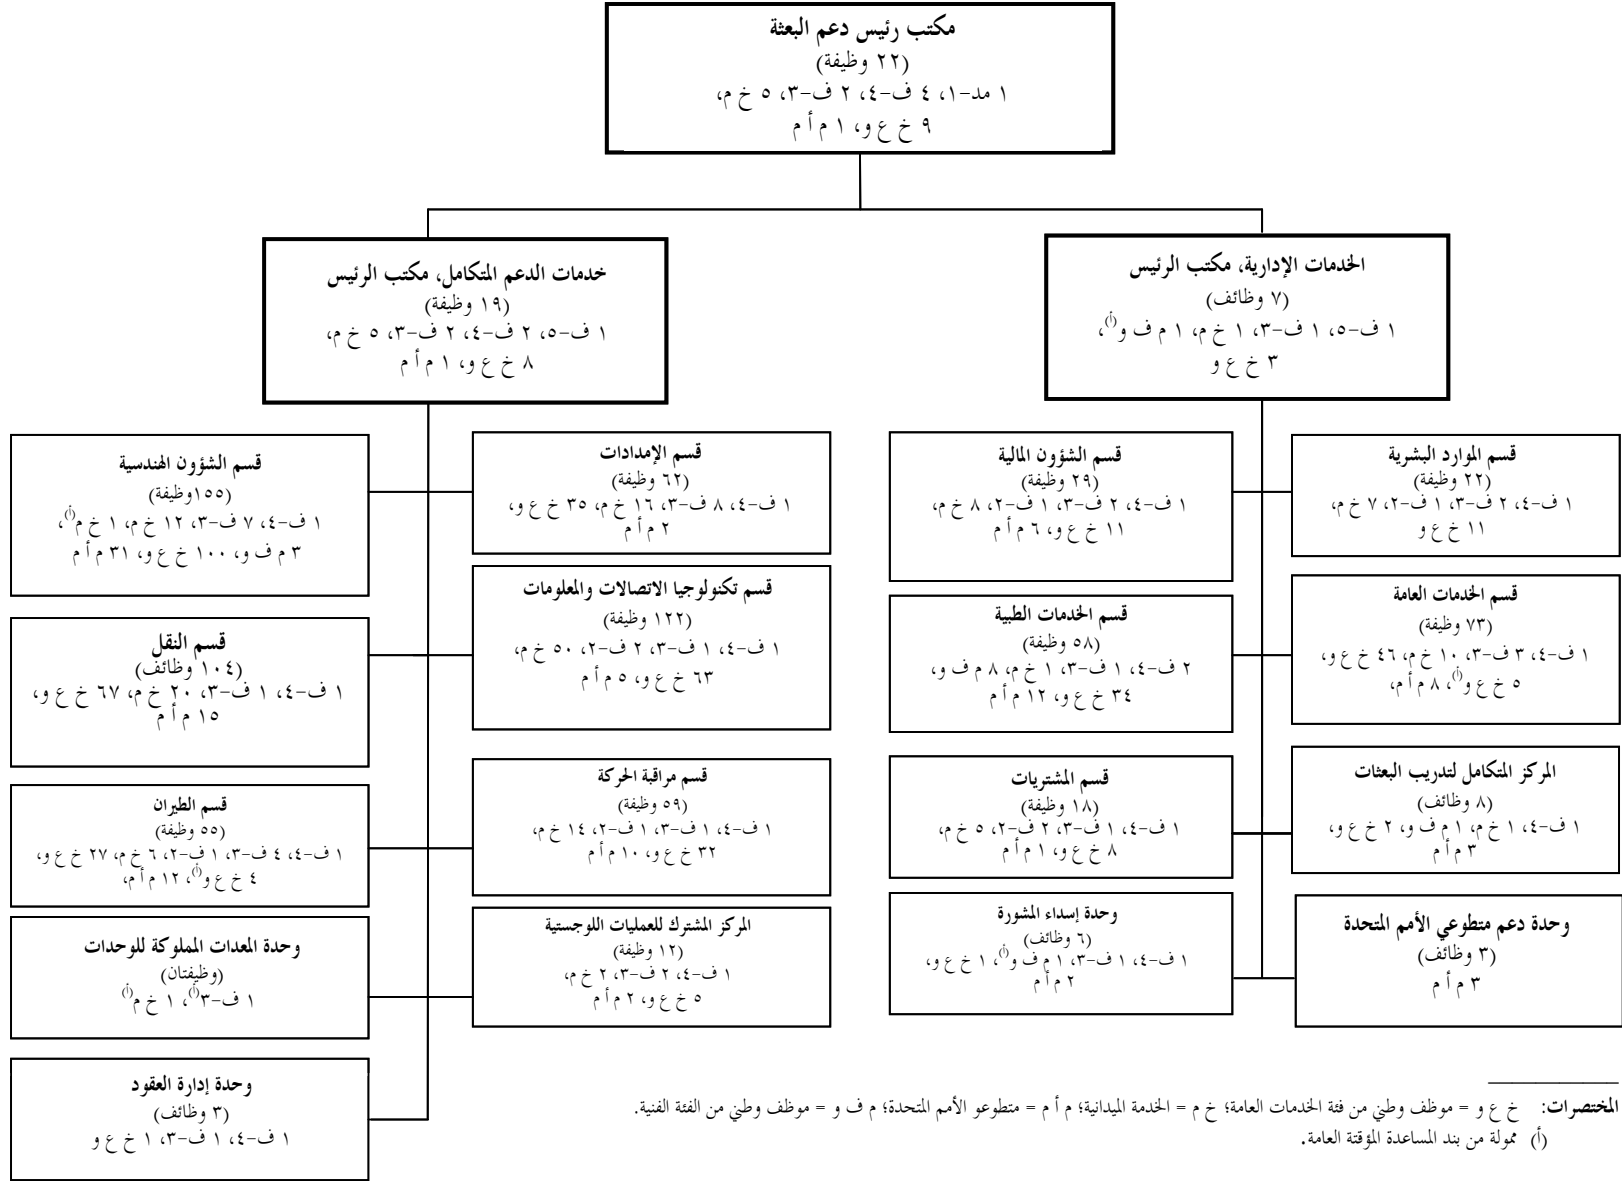 مكتب رئيس دعم البعثة
(٢٢ وظيفة)
١ مد-١، ٤ ف-٤، ٢ ف-٣، ٥ خ م،
٩ خ ع و، ١ م أ م
الخدمات الإدارية، مكتب الرئيس
(٧ وظائف)
١ ف-٥، ١ ف-٣، ١ خ م، ١ م ف و(أ)،
٣ خ ع و
خدمات الدعم المتكامل، مكتب الرئيس
(١٩ وظيفة)
١ ف-٥، ٢ ف-٤، ٢ ف-٣، ٥ خ م،
٨ خ ع و، ١ م أ م
قسم الموارد البشرية
(٢٢ وظيفة)
١ ف-٤، ٢ ف-٣، ١ ف-٢، ٧ خ م،
١١ خ ع و
قسم الشؤون المالية
(٢٩ وظيفة)
١ ف-٤، ٢ ف-٣، ١ ف-٢، ٨ خ م،
١١ خ ع و، ٦ م أ م
قسم الخدمات العامة
(٧٣ وظيفة)
١ ف-٤، ٣ ف-٣، ١٠ خ م، ٤٦ خ ع و،
٥ خ ع و(أ)، ٨ م أ م،
قسم الخدمات الطبية
(٥٨ وظيفة)
٢ ف-٤، ١ ف-٣، ١ خ م، ٨ م ف و،
٣٤ خ ع و، ١٢ م أ م
المركز المتكامل لتدريب البعثات
(٨ وظائف)
١ ف-٤، ١ خ م، ١ م ف و، ٢ خ ع و،
٣ م أ م
قسم المشتريات
(١٨ وظيفة)
١ ف-٤، ١ ف-٣، ٢ ف-٢، ٥ خ م،
٨ خ ع و، ١ م أ م
وحدة دعم متطوعي الأمم المتحدة
(٣ وظائف)
٣ م أ م
وحدة إسداء المشورة
(٦ وظائف)
١ ف-٤، ١ ف-٣، ١ م ف و(أ)، ١ خ ع و،
٢ م أ م
قسم الإمدادات
(٦٢ وظيفة)
١ ف-٤، ٨ ف-٣، ١٦ خ م، ٣٥ خ ع و،
٢ م أ م
قسم الشؤون الهندسية
(١٥٥وظيفة)
١ ف-٤، ٧ ف-٣، ١٢ خ م، ١ خ م(أ)،
٣ م ف و، ١٠٠ خ ع و، ٣١ م أ م
قسم تكنولوجيا الاتصالات والمعلومات
(١٢٢ وظيفة)
١ ف-٤، ١ ف-٣، ٢ ف-٢، ٥٠ خ م،
٦٣ خ ع و، ٥ م أ م
قسم النقل
(١٠٤ وظائف)
١ ف-٤، ١ ف-٣، ٢٠ خ م، ٦٧ خ ع و،
١٥ م أ م
قسم مراقبة الحركة
(٥٩ وظيفة)
١ ف-٤، ١ ف-٣، ١ ف-٢، ١٤ خ م،
٣٢ خ ع و، ١٠ م أ م
قسم الطيران
(٥٥ وظيفة)
١ ف-٤، ٤ ف-٣، ١ ف-٢، ٦ خ م، ٢٧ خ ع و،
٤ خ ع و(أ)، ١٢ م أ م،
المركز المشترك للعمليات اللوجستية
(١٢ وظيفة)
١ ف-٤، ٢ ف-٣، ٢ خ م،
٥ خ ع و، ٢ م أ م
وحدة المعدات المملوكة للوحدات
(وظيفتان)
١ ف-٣(أ)، ١ خ م(أ)
وحدة إدارة العقود
(٣ وظائف)
١ ف-٤، ١ ف-٣، ١ خ ع و
المختصرات: خ ع و = موظف وطني من فئة الخدمات العامة؛ خ م = الخدمة الميدانية؛ م أ م = متطوعو الأمم المتحدة؛ م ف و = موظف وطني من الفئة الفنية.
(أ) ممولة من بند المساعدة المؤقتة العامة.